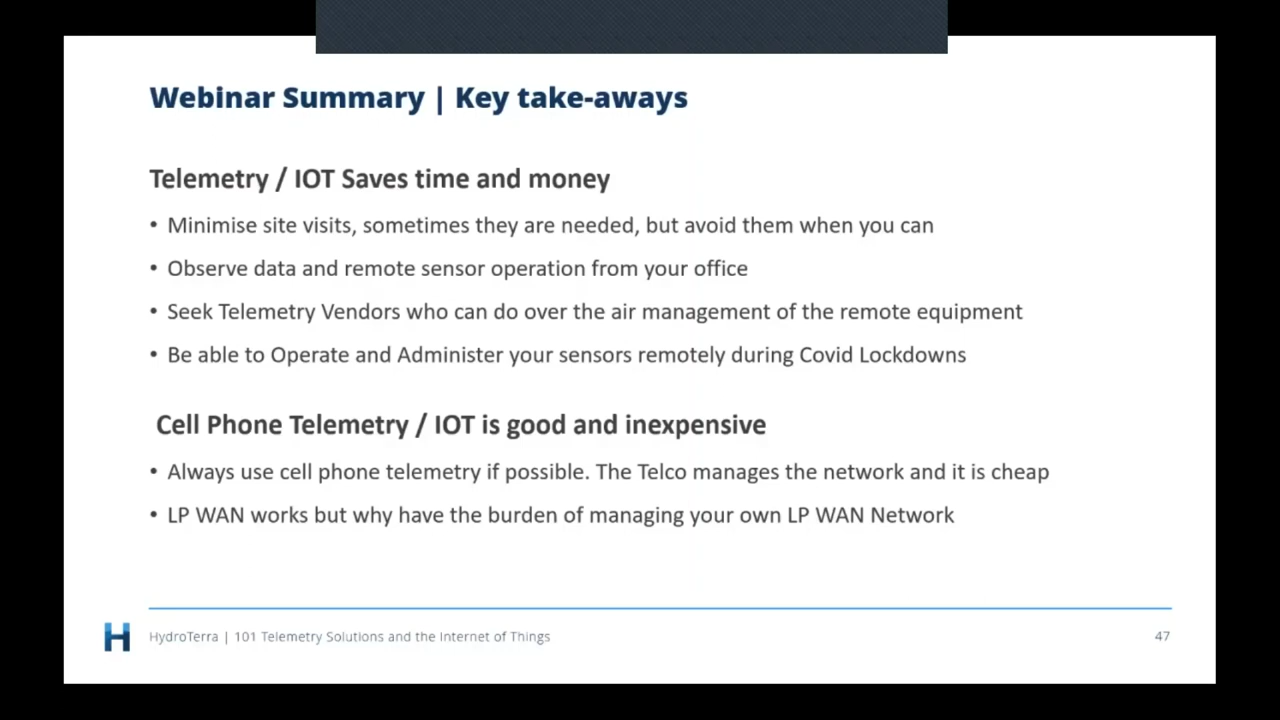 Webinar Summary | Key take-aways
Telemetry / IOT Saves time and money
• Minimise site visits, sometimes they are needed, but avoid them when you can
• Observe data and remote sensor operation from your office
• Seek Telemetry Vendors who can do over the air management of the remote equipment
• Be able to Operate and Administer your sensors remotely during Covid Lockdowns
Cell Phone Telemetry / IOT is good and inexpensive
• Always use cell phone telemetry if possible. The Telco manages the network and it is cheap
• LP WAN works but why have the burden of managing your own LP WAN Network
H HydroTerra | 101 Telemetry Solutions and the Internet of Things 47